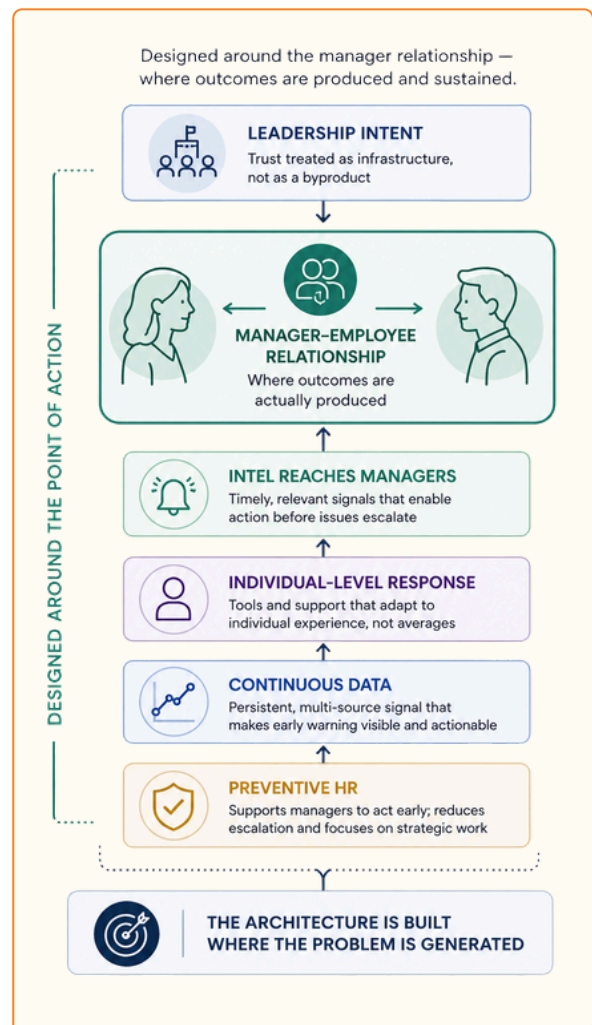 Designed around the manager relationship —
where outcomes are produced and sustained.
LEADERSHIP INTENT
Trust treated as infrastructure,
not as a byproduct
MANAGER–EMPLOYEE
RELATIONSHIP
Where outcomes are
actually produced
INTEL REACHES MANAGERS
Timely, relevant signals that enable
action before issues escalate
INDIVIDUAL-LEVEL RESPONSE
Tools and support that adapt to
individual experience, not averages
CONTINUOUS DATA
Persistent, multi-source signal that
makes early warning visible and actionable
PREVENTIVE HR
Supports managers to act early; reduces
escalation and focuses on strategic work
DESIGNED AROUND THE POINT OF ACTION
THE ARCHITECTURE IS BUILT
WHERE THE PROBLEM IS GENERATED